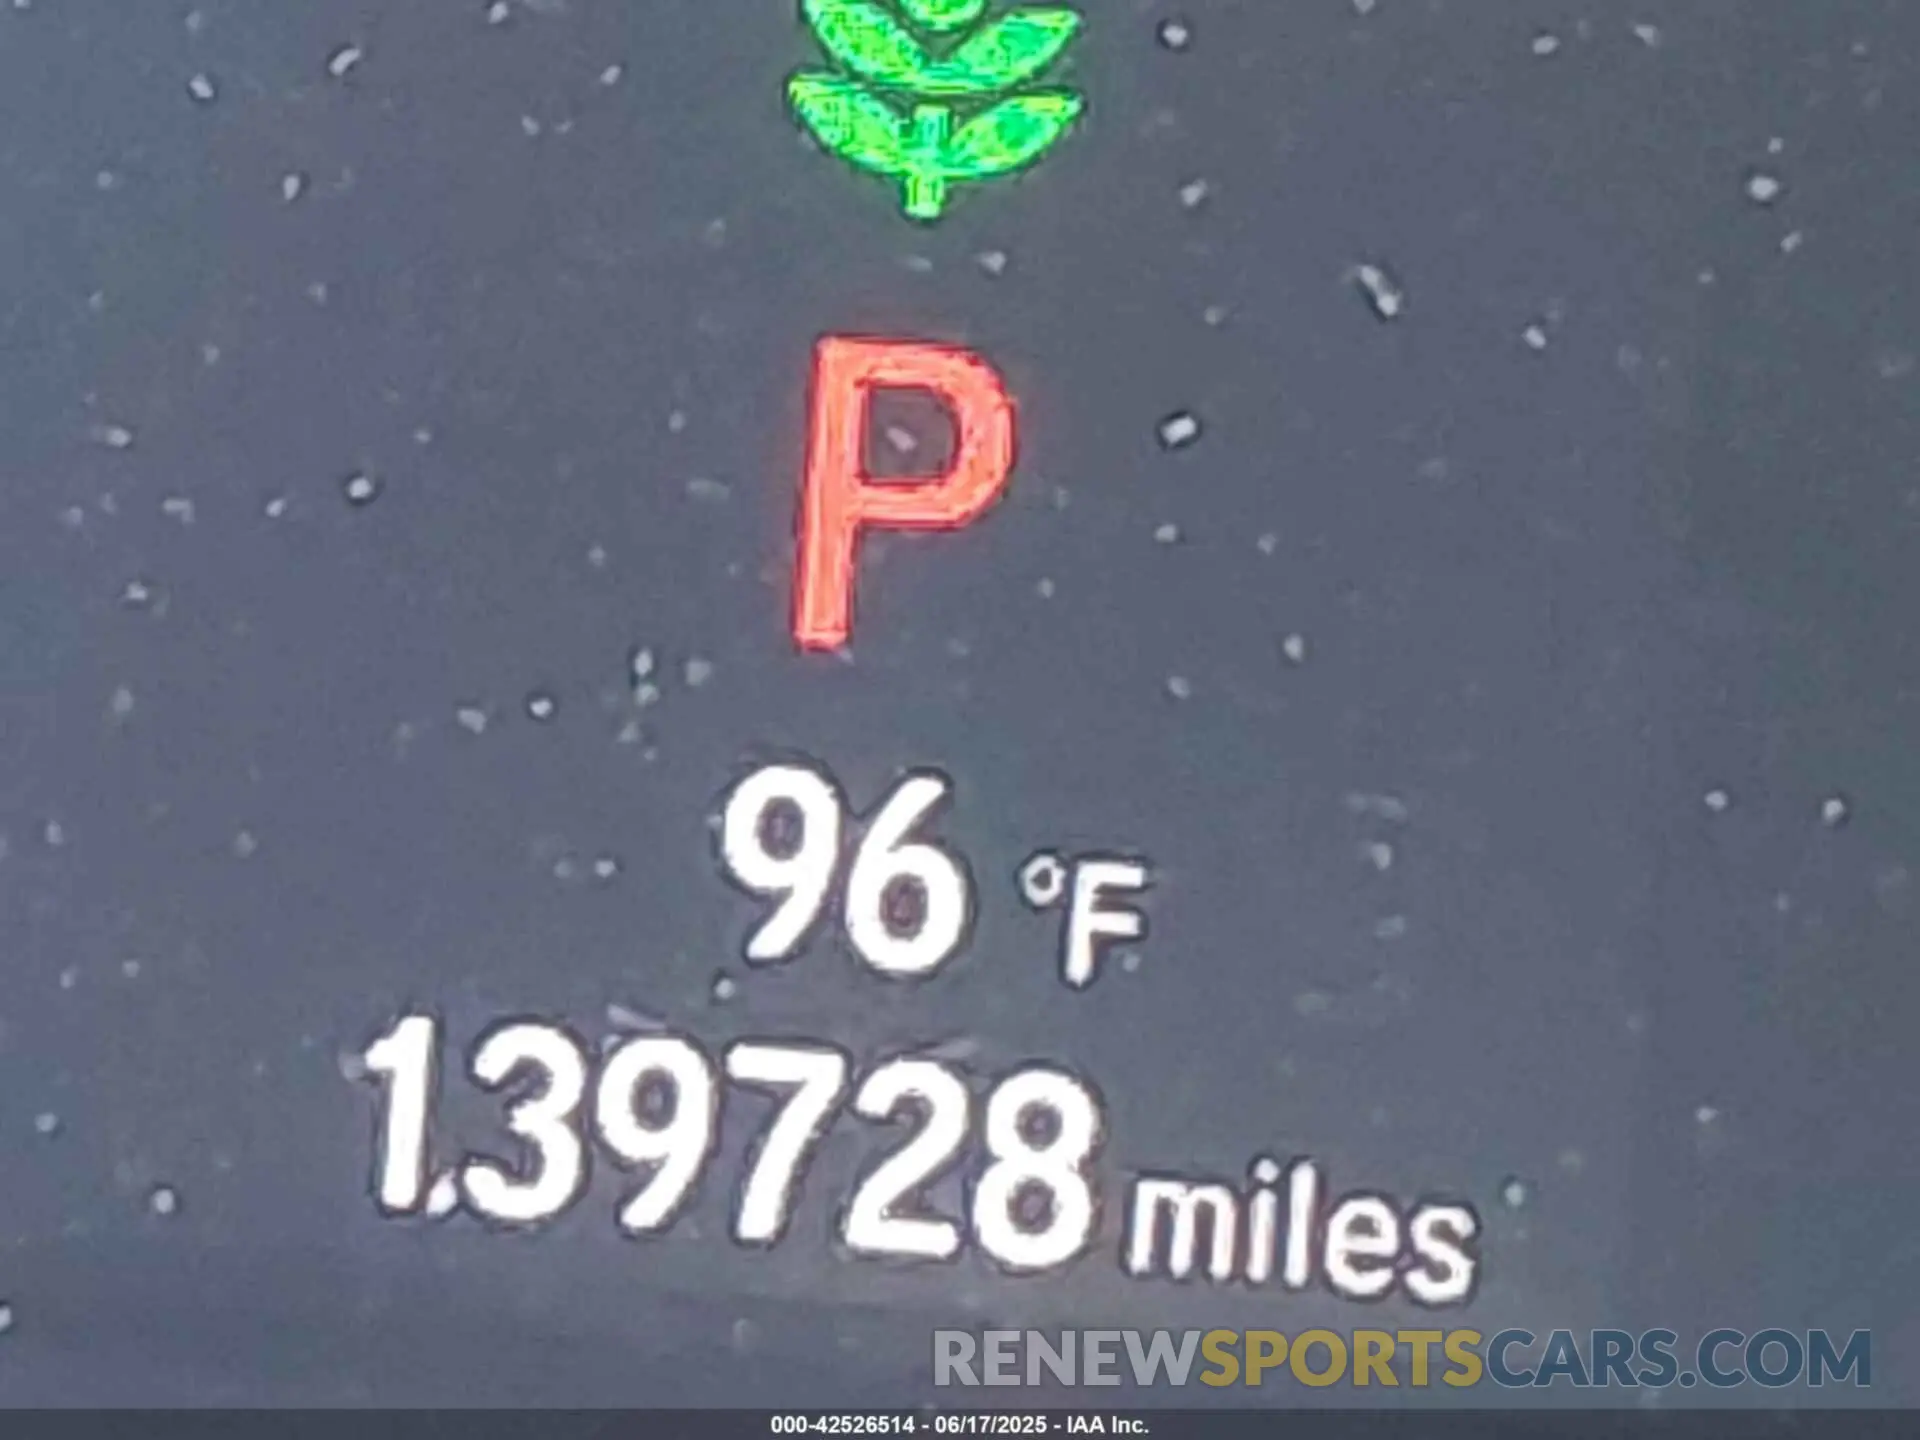 P
96 °F
139728 miles
RENEWSPORTSCARS.COM
000-42526514 - 06/17/2025 - IAA Inc.